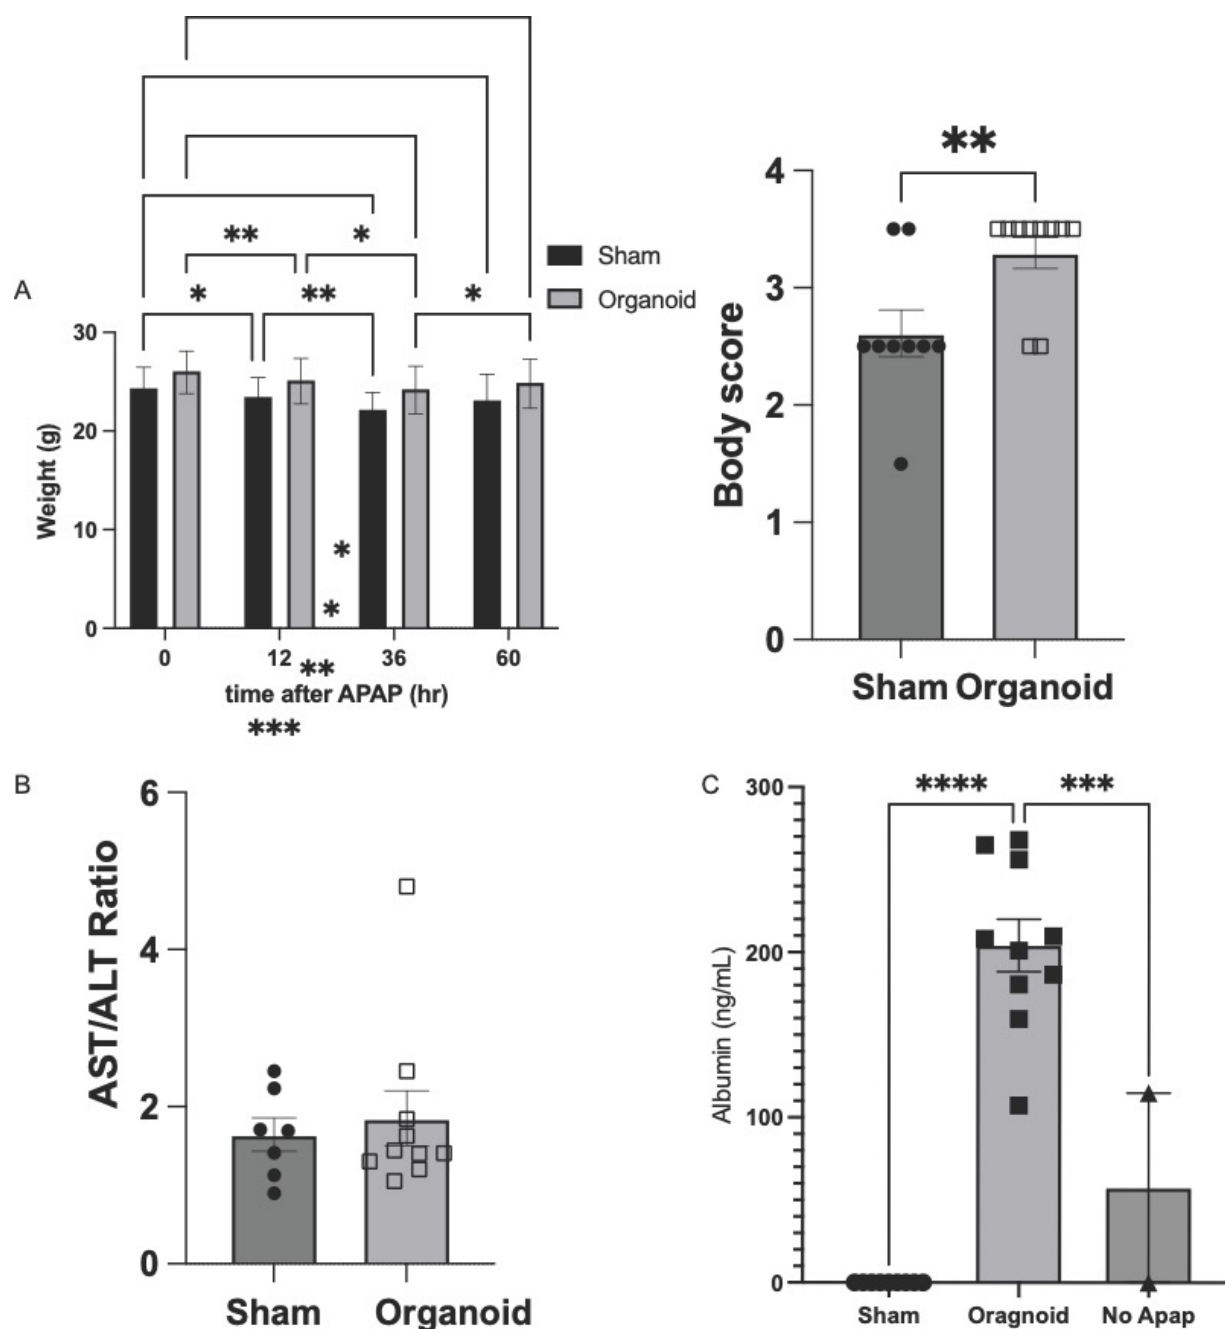 ** *
Sham
A
* ** *
Organoid
30
20
10
0
Weight (g)
*
*
0 12 36 60
**
time after APAP (hr)
***
**
4
3
2
1
0
Body score
Sham Organoid
B
6
4
2
0
AST/ALT Ratio
Sham Organoid
C
**** ***
300
200
100
0
Albumin (ng/mL)
Sham Oragnoid No Apap